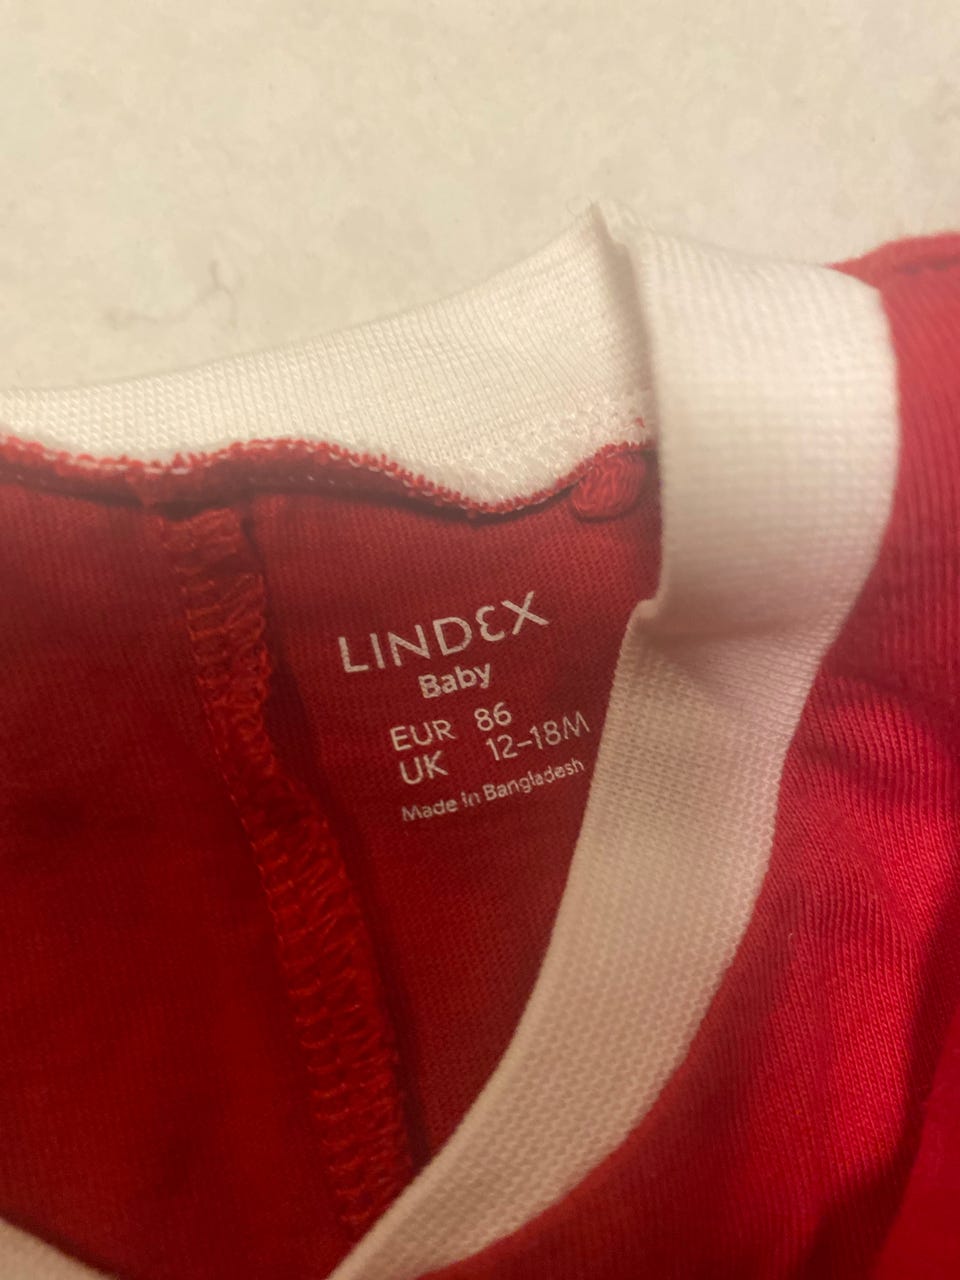 LINDEX
Baby
EUR 86
UK 12-18M
Made in Bangladesh